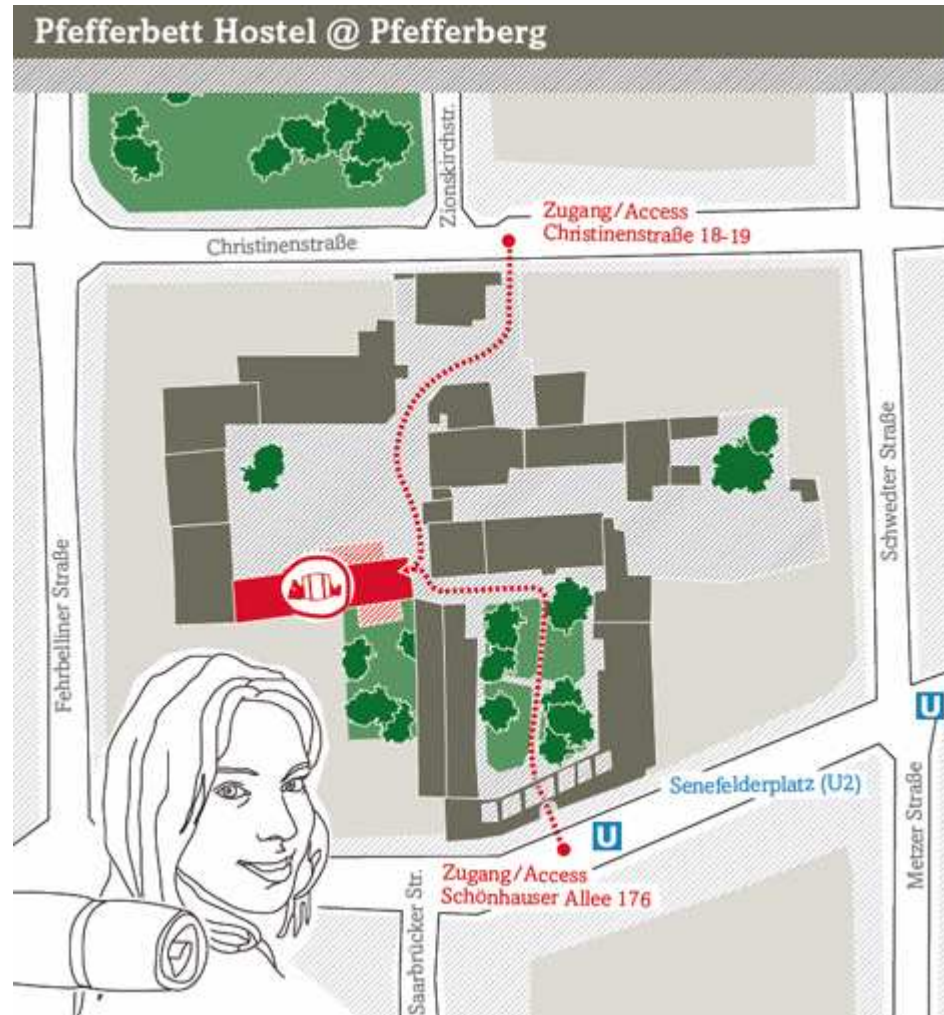 Pfefferbett Hostel @ Pfefferberg
Zionskirchstr.
Zugang/Access
Christinenstraße 18-19
Christinenstraße
Schwedter Straße
Fehrbelliner Straße
U
Senefelderplatz (U2)
U
Metzer Straße
Zugang/Access
Schönhauser Allee 176
Saarbrücker Str.